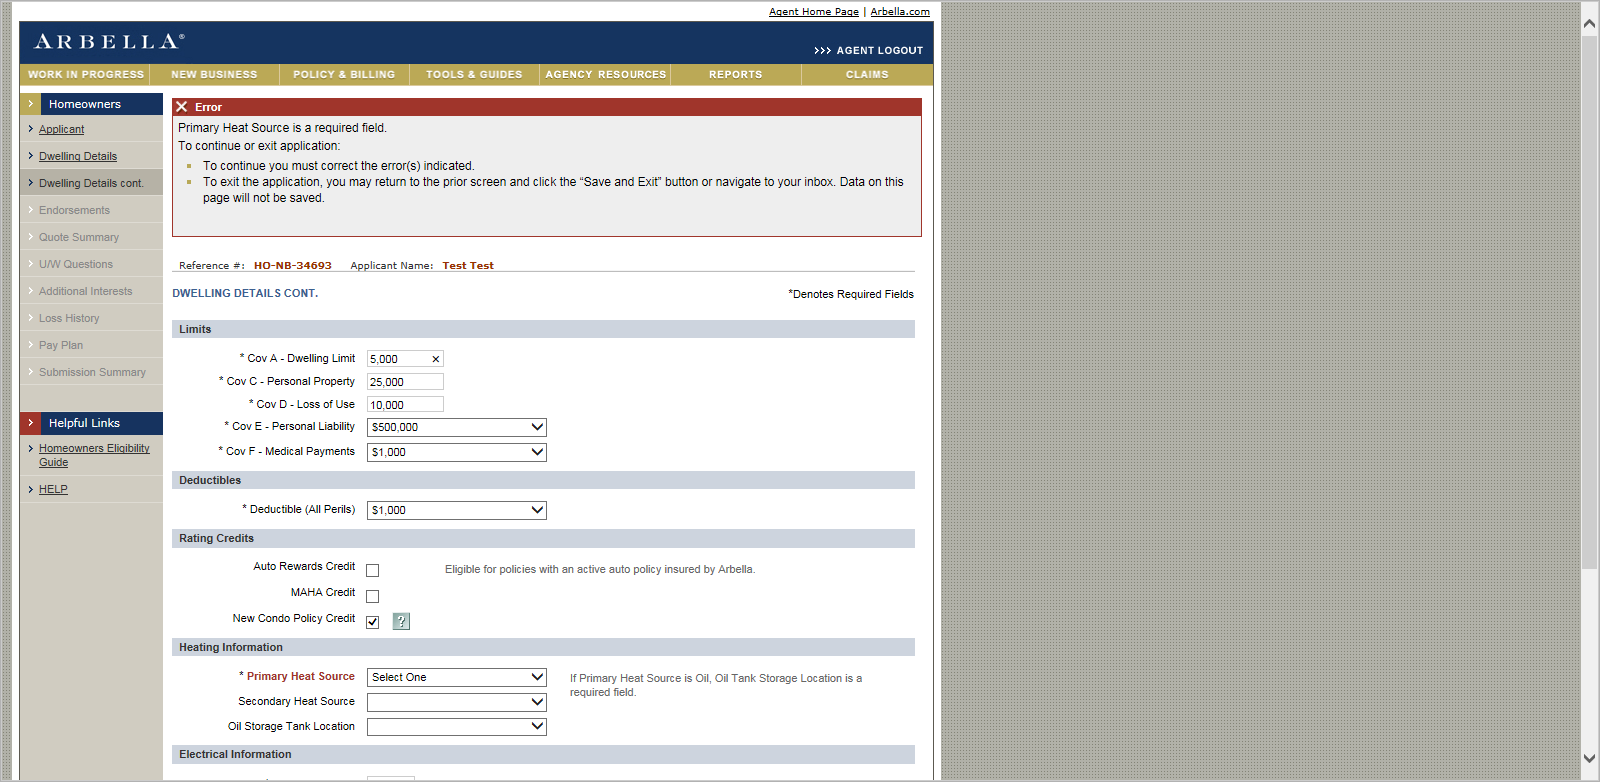 Agent Home Page | Arbella.com
ARBELLA®
>>> AGENT LOGOUT
WORK IN PROGRESS NEW BUSINESS POLICY & BILLING TOOLS & GUIDES AGENCY RESOURCES REPORTS CLAIMS
Homeowners
Applicant
Dwelling Details
Dwelling Details cont.
Endorsements
Quote Summary
U/W Questions
Additional Interests
Loss History
Pay Plan
Submission Summary
Helpful Links
Homeowners Eligibility
Guide
HELP
Error
Primary Heat Source is a required field.
To continue or exit application:
To continue you must correct the error(s) indicated.
To exit the application, you may return to the prior screen and click the “Save and Exit” button or navigate to your inbox. Data on this
page will not be saved.
Reference #: HO-NB-34693 Applicant Name: Test Test
DWELLING DETAILS CONT.
*Denotes Required Fields
Limits
* Cov A - Dwelling Limit 5,000
* Cov C - Personal Property 25,000
* Cov D - Loss of Use 10,000
* Cov E - Personal Liability $500,000
* Cov F - Medical Payments $1,000
Deductibles
* Deductible (All Perils) $1,000
Rating Credits
Auto Rewards Credit Eligible for policies with an active auto policy insured by Arbella.
MAHA Credit
New Condo Policy Credit ?
Heating Information
* Primary Heat Source Select One If Primary Heat Source is Oil, Oil Tank Storage Location is a
required field.
Secondary Heat Source
Oil Storage Tank Location
Electrical Information